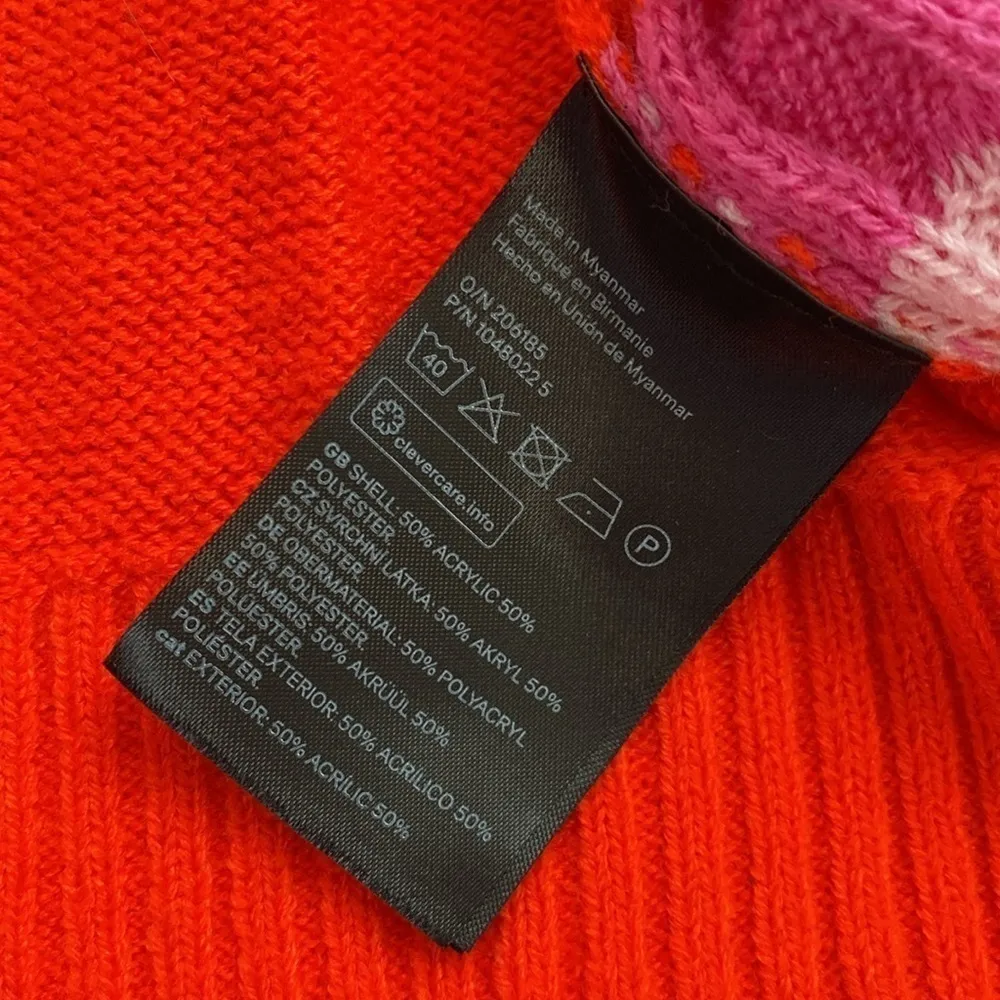 Made in Myanmar
Fabriqué en Birmanie
Hecho en Unión de Myanmar
O/N 206185
P/N 1048022 5
40
P
clevercare.info
GB SHELL: 50% ACRYLIC 50%
POLYESTER
CZ SVRCHNÍ LÁTKA: 50% AKRYL 50%
POLYESTER
DE OBERMATERIAL: 50% POLYACRYL
50% POLYESTER
EE ÜMBRIS: 50% AKRÜÜL 50%
POLÜESTER
ES TELA EXTERIOR: 50% ACRÍLICO 50%
POLIÉSTER
cat EXTERIOR: 50% ACRÍLIC 50%